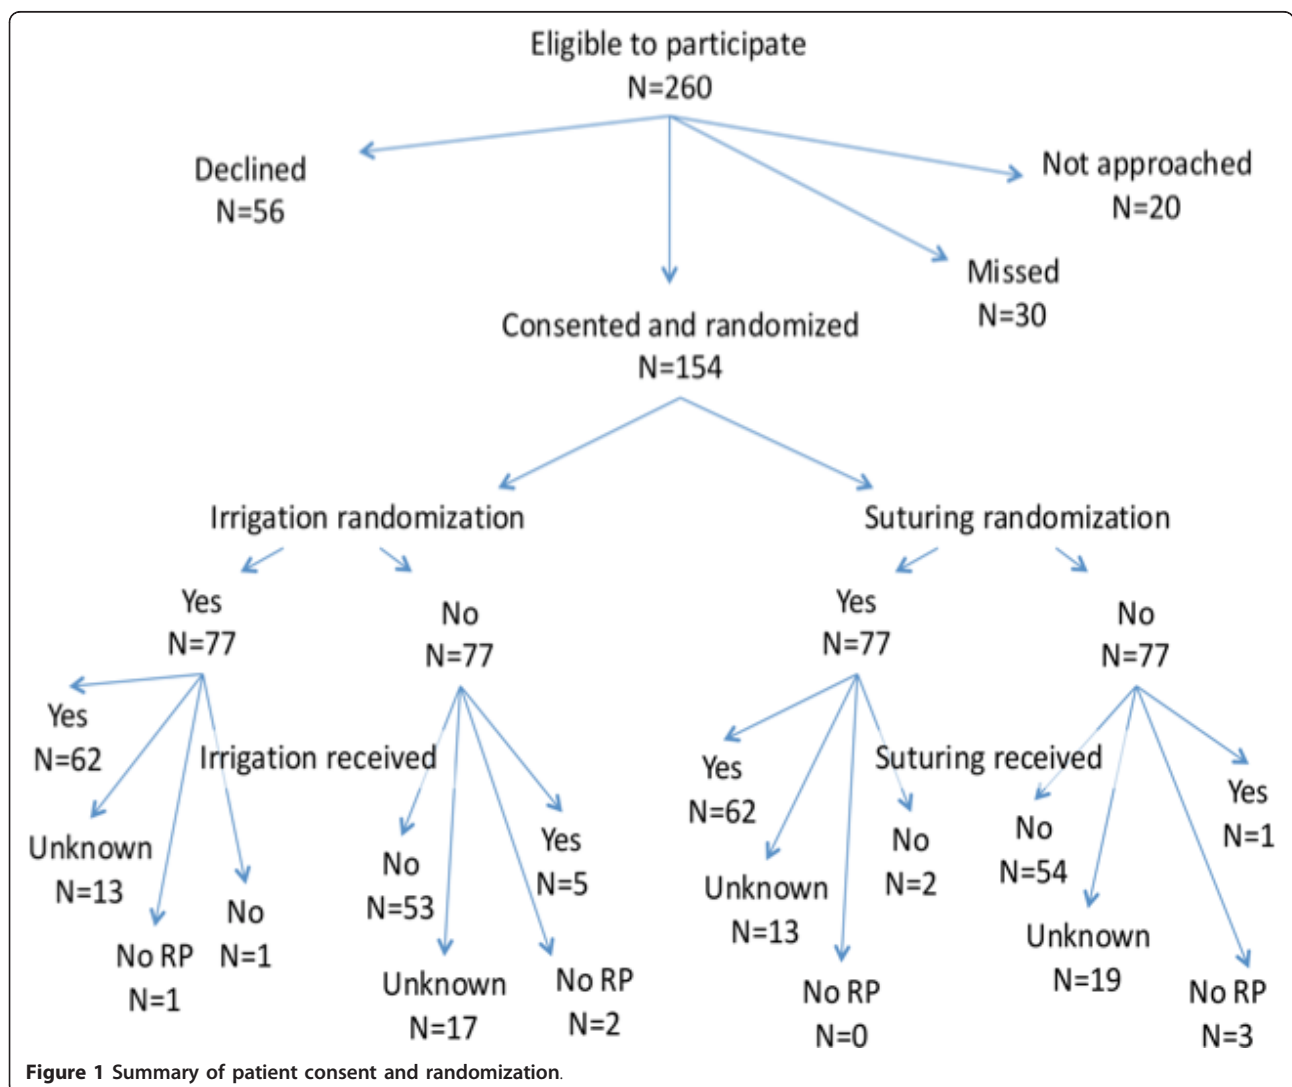 Eligible to participate
N=260
Declined
N=56
Not approached
N=20
Missed
N=30
Consented and randomized
N=154
Irrigation randomization
Suturing randomization
Yes
N=77
No
N=77
Yes
N=77
No
N=77
Irrigation received
Suturing received
Yes
N=62
Unknown
N=13
No RP
N=1
No
N=1
No
N=53
Unknown
N=17
No RP
N=2
Yes
N=5
Yes
N=62
Unknown
N=13
No RP
N=0
No
N=2
No
N=54
Unknown
N=19
No RP
N=3
Yes
N=1
Figure 1 Summary of patient consent and randomization.